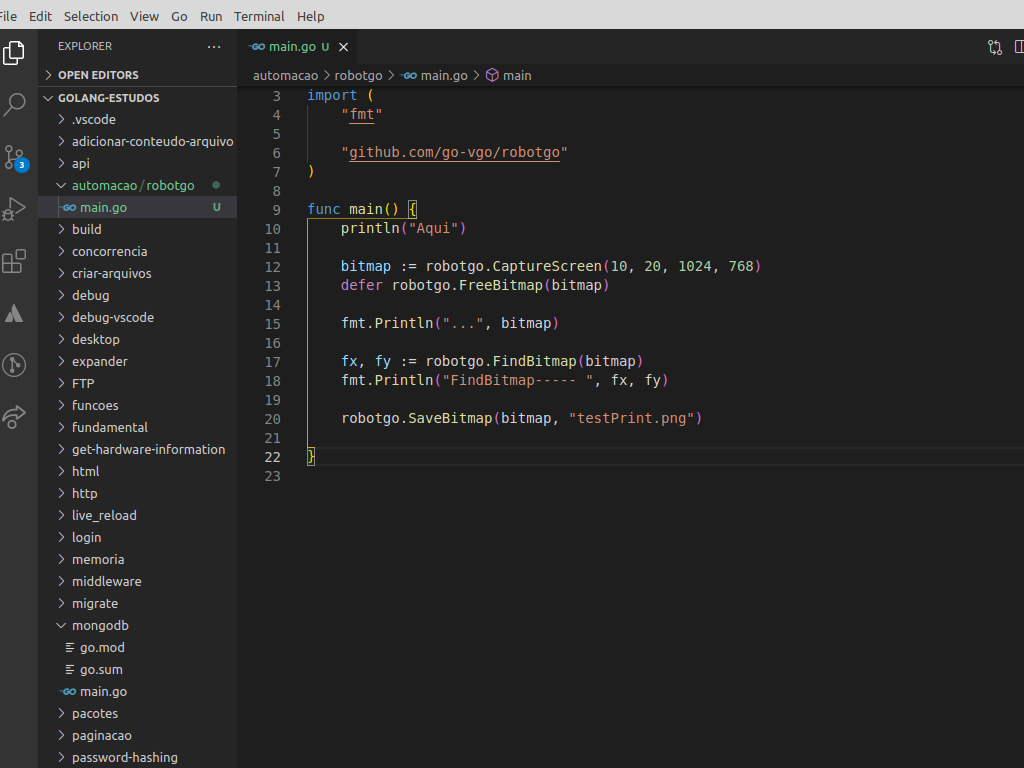 File Edit Selection View Go Run Terminal Help
EXPLORER ...
OPEN EDITORS
GOLANG-ESTUDOS
.vscode
adicionar-conteudo-arquivo
api
automacao/robotgo
GO main.go U
build
concorrencia
criar-arquivos
debug
debug-vscode
desktop
expander
FTP
funcoes
fundamental
get-hardware-information
html
http
live_reload
login
memoria
middleware
migrate
mongodb
go.mod
go.sum
GO main.go
pacotes
paginacao
password-hashing
3
GO main.go U
automacao > robotgo > GO main.go > main
3 import (
4 "fmt"
5
6 "github.com/go-vgo/robotgo"
7 )
8
9 func main() {
10 println("Aqui")
11
12 bitmap := robotgo.CaptureScreen(10, 20, 1024, 768)
13 defer robotgo.FreeBitmap(bitmap)
14
15 fmt.Println("...", bitmap)
16
17 fx, fy := robotgo.FindBitmap(bitmap)
18 fmt.Println("FindBitmap----- ", fx, fy)
19
20 robotgo.SaveBitmap(bitmap, "testPrint.png")
21
22 }
23